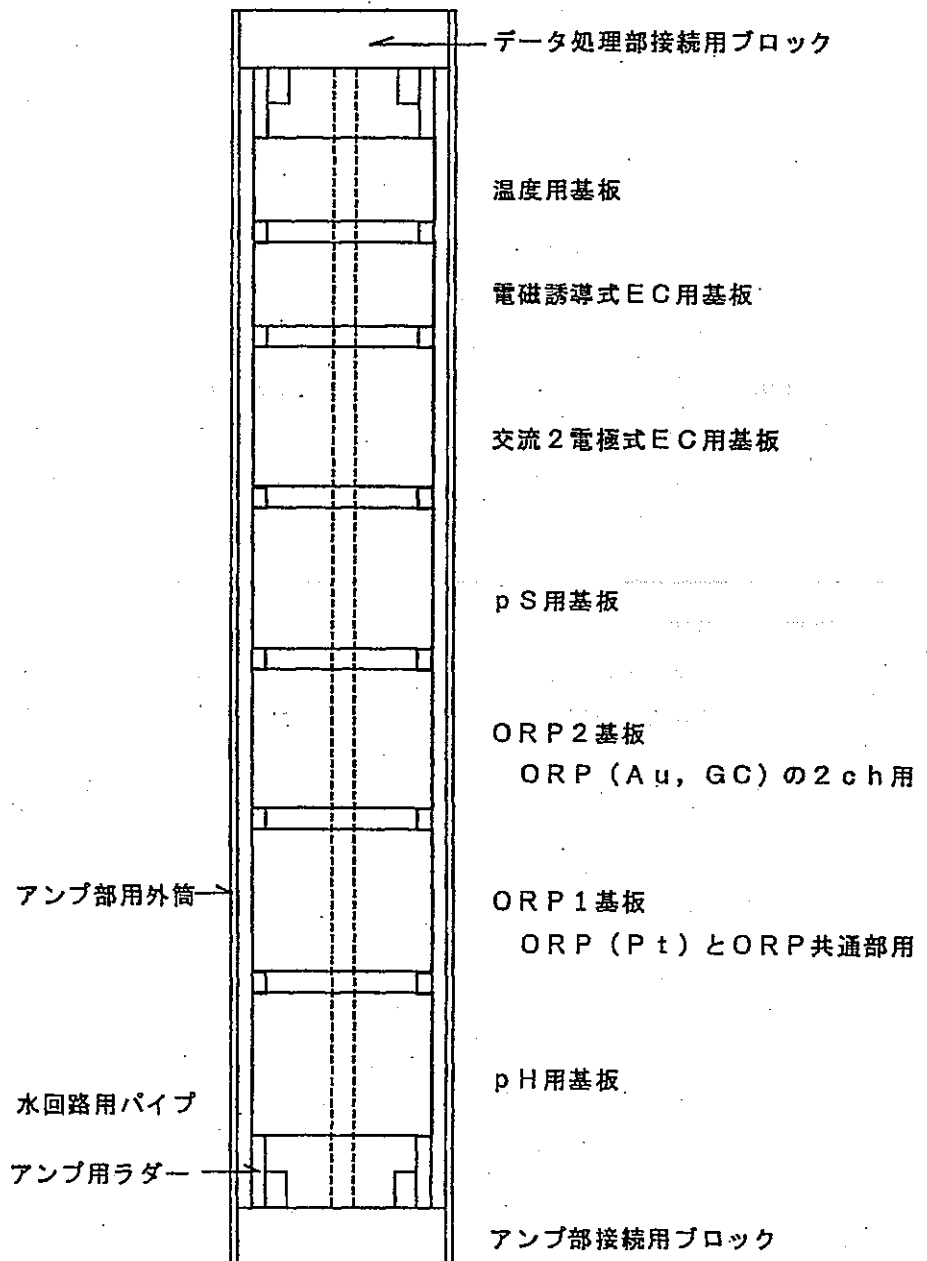 データ処理部接続用ブロック
温度用基板
電磁誘導式ＥＣ用基板
交流２電極式ＥＣ用基板
ｐＳ用基板
ＯＲＰ２基板
ＯＲＰ（Ａｕ，ＧＣ）の２ｃｈ用
アンプ部用外筒
ＯＲＰ１基板
ＯＲＰ（Ｐｔ）とＯＲＰ共通部用
ｐＨ用基板
水回路用パイプ
アンプ用ラダー
アンプ部接続用ブロック